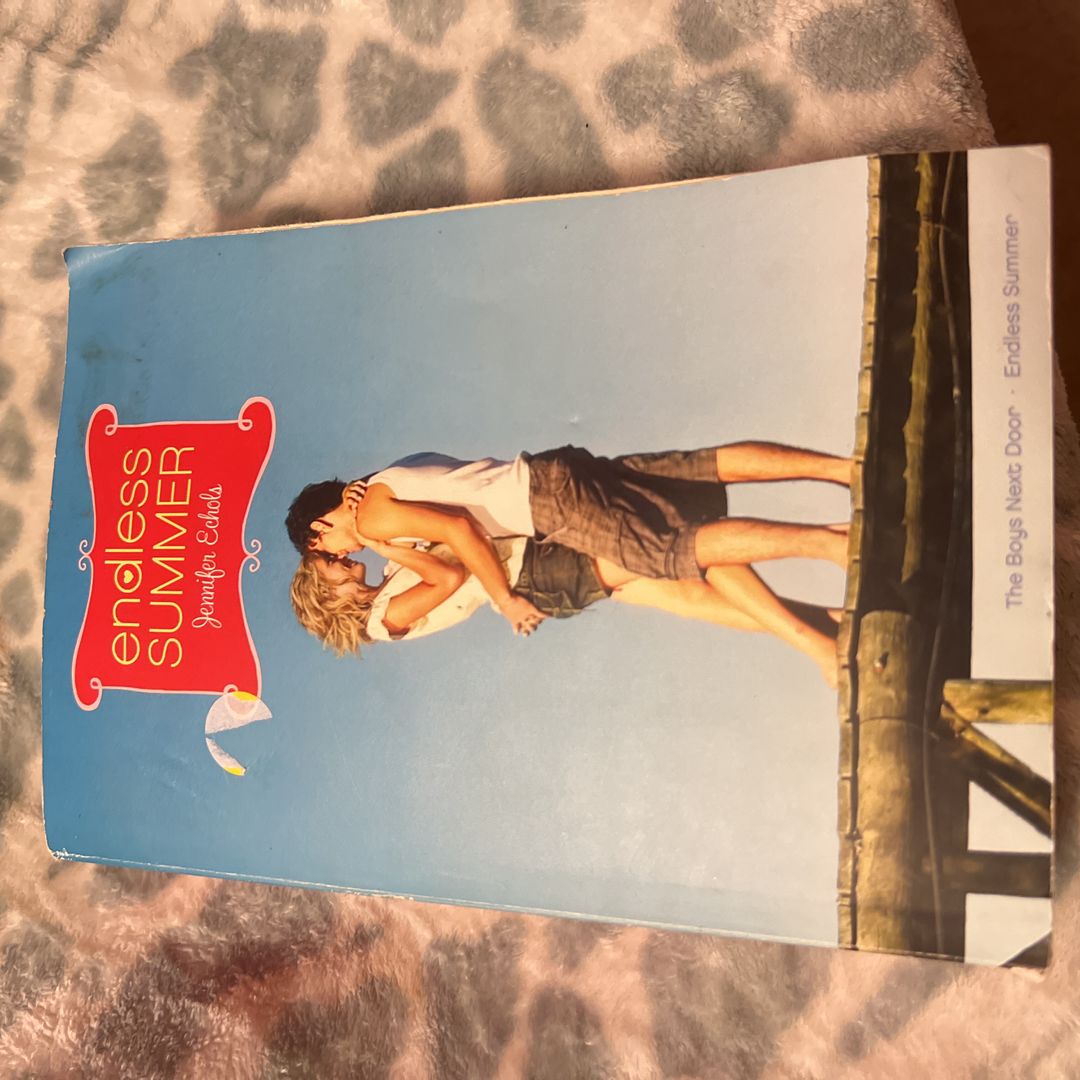 endless
SUMMER
Jennifer Echols
The Boys Next Door · Endless Summer